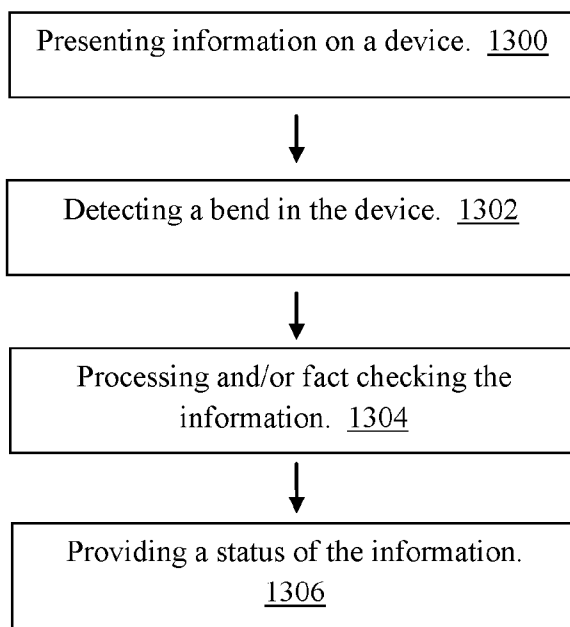 Presenting information on a device. 1300
Detecting a bend in the device. 1302
Processing and/or fact checking the
information. 1304
Providing a status of the information.
1306